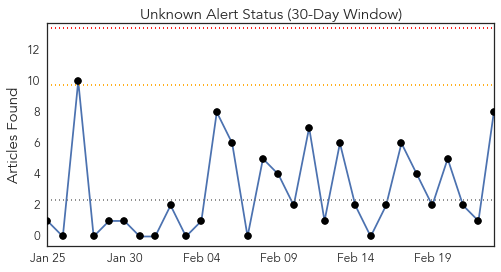 Unknown Alert Status (30-Day Window)
Articles Found
12
10
8
6
4
2
0
Jan 25 Jan 30 Feb 04 Feb 09 Feb 14 Feb 19